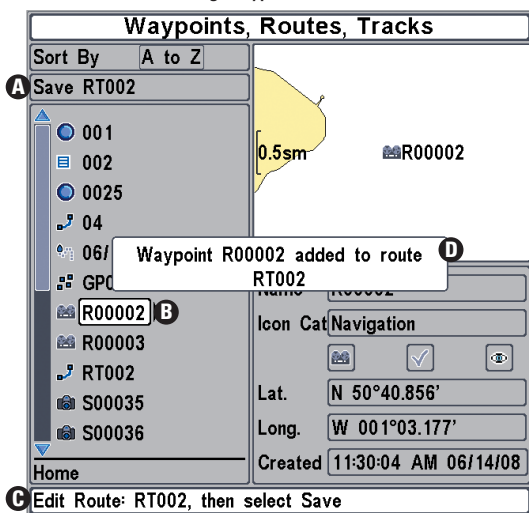 Waypoints, Routes, Tracks
Sort By A to Z
A Save RT002
001
002
0025
04
06/
GPO
R00002 B
R00003
RT002
S00035
S00036
Home
0.5sm
R00002
Waypoint R00002 added to route
RT002
D
Name R00002
Icon Cat Navigation
Lat. N 50°40.856'
Long. W 001°03.177'
Created 11:30:04 AM 06/14/08
C Edit Route: RT002, then select Save